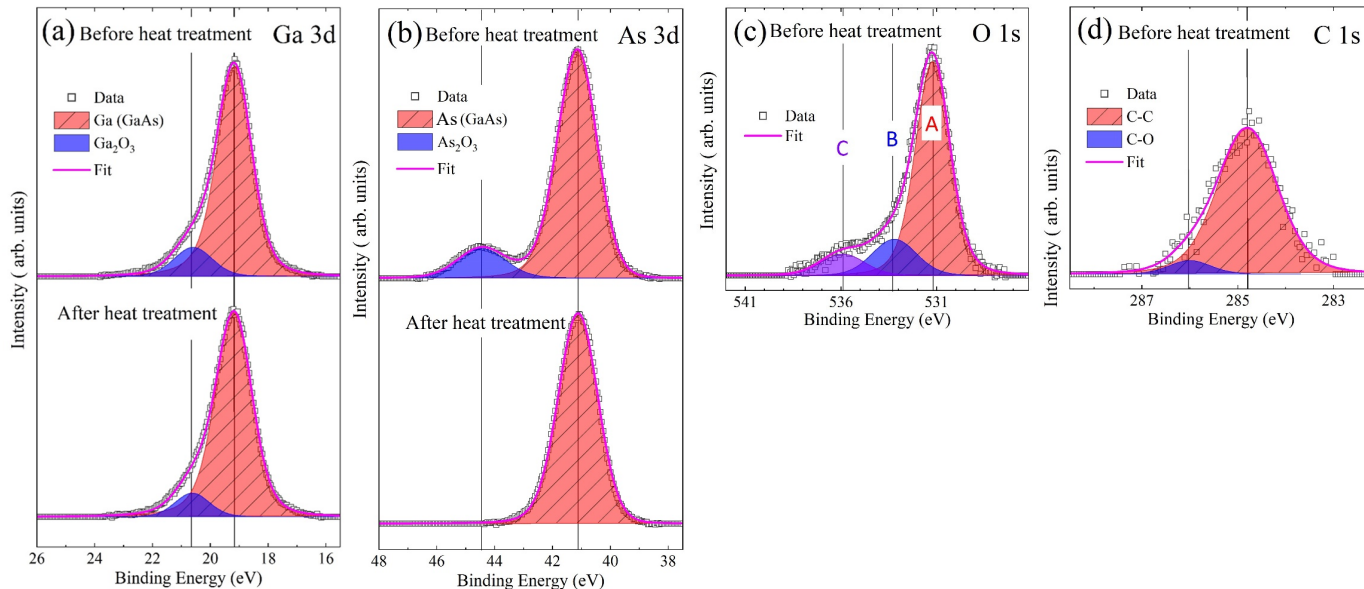 (a) Before heat treatment Ga 3d
Data
Ga (GaAs)
Ga₂O₃
Fit
After heat treatment
Intensity ( arb. units)
26 22 20 18 16
Binding Energy (eV)
(b) Before heat treatment As 3d
Data
As (GaAs)
As₂O₃
Fit
After heat treatment
Intensity ( arb. units)
48 46 44 42 40 38
Binding Energy (eV)
(c) Before heat treatment O 1s
Data
Fit
C
B
A
Intensity ( arb. units)
541 536 531
Binding Energy (eV)
(d) Before heat treatment C 1s
Data
C-C
C-O
Fit
Intensity ( arb. units)
287 285 283
Binding Energy (eV)